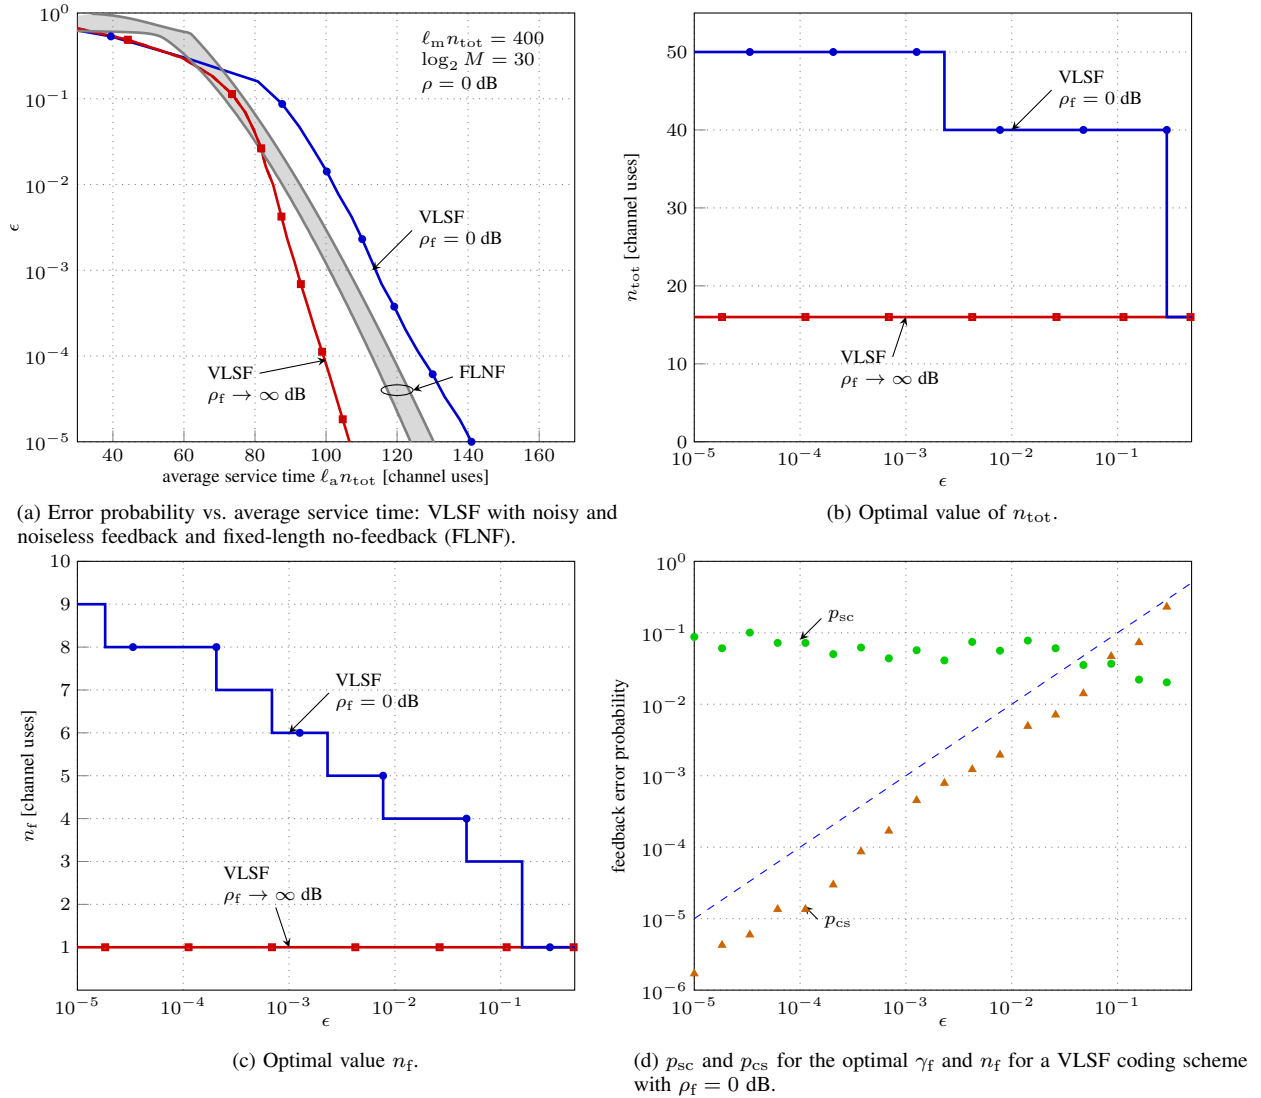 10⁰
10⁻¹
10⁻²
10⁻³
10⁻⁴
10⁻⁵
ϵ
ℓₘnₜₒₜ = 400
log₂ M = 30
ρ = 0 dB
VLSF
ρf = 0 dB
VLSF
ρf → ∞ dB
FLNF
40 60 80 100 120 140 160
average service time ℓₐnₜₒₜ [channel uses]
(a) Error probability vs. average service time: VLSF with noisy and
noiseless feedback and fixed-length no-feedback (FLNF).
50
40
30
20
10
0
nₜₒₜ [channel uses]
VLSF
ρf = 0 dB
VLSF
ρf → ∞ dB
10⁻⁵ 10⁻⁴ 10⁻³ 10⁻² 10⁻¹
ϵ
(b) Optimal value of nₜₒₜ.
10
9
8
7
6
5
4
3
2
1
nf [channel uses]
VLSF
ρf = 0 dB
VLSF
ρf → ∞ dB
10⁻⁵ 10⁻⁴ 10⁻³ 10⁻² 10⁻¹
ϵ
(c) Optimal value nf.
10⁰
10⁻¹
10⁻²
10⁻³
10⁻⁴
10⁻⁵
10⁻⁶
feedback error probability
psc
pcs
10⁻⁵ 10⁻⁴ 10⁻³ 10⁻² 10⁻¹
ϵ
(d) psc and pcs for the optimal γf and nf for a VLSF coding scheme
with ρf = 0 dB.